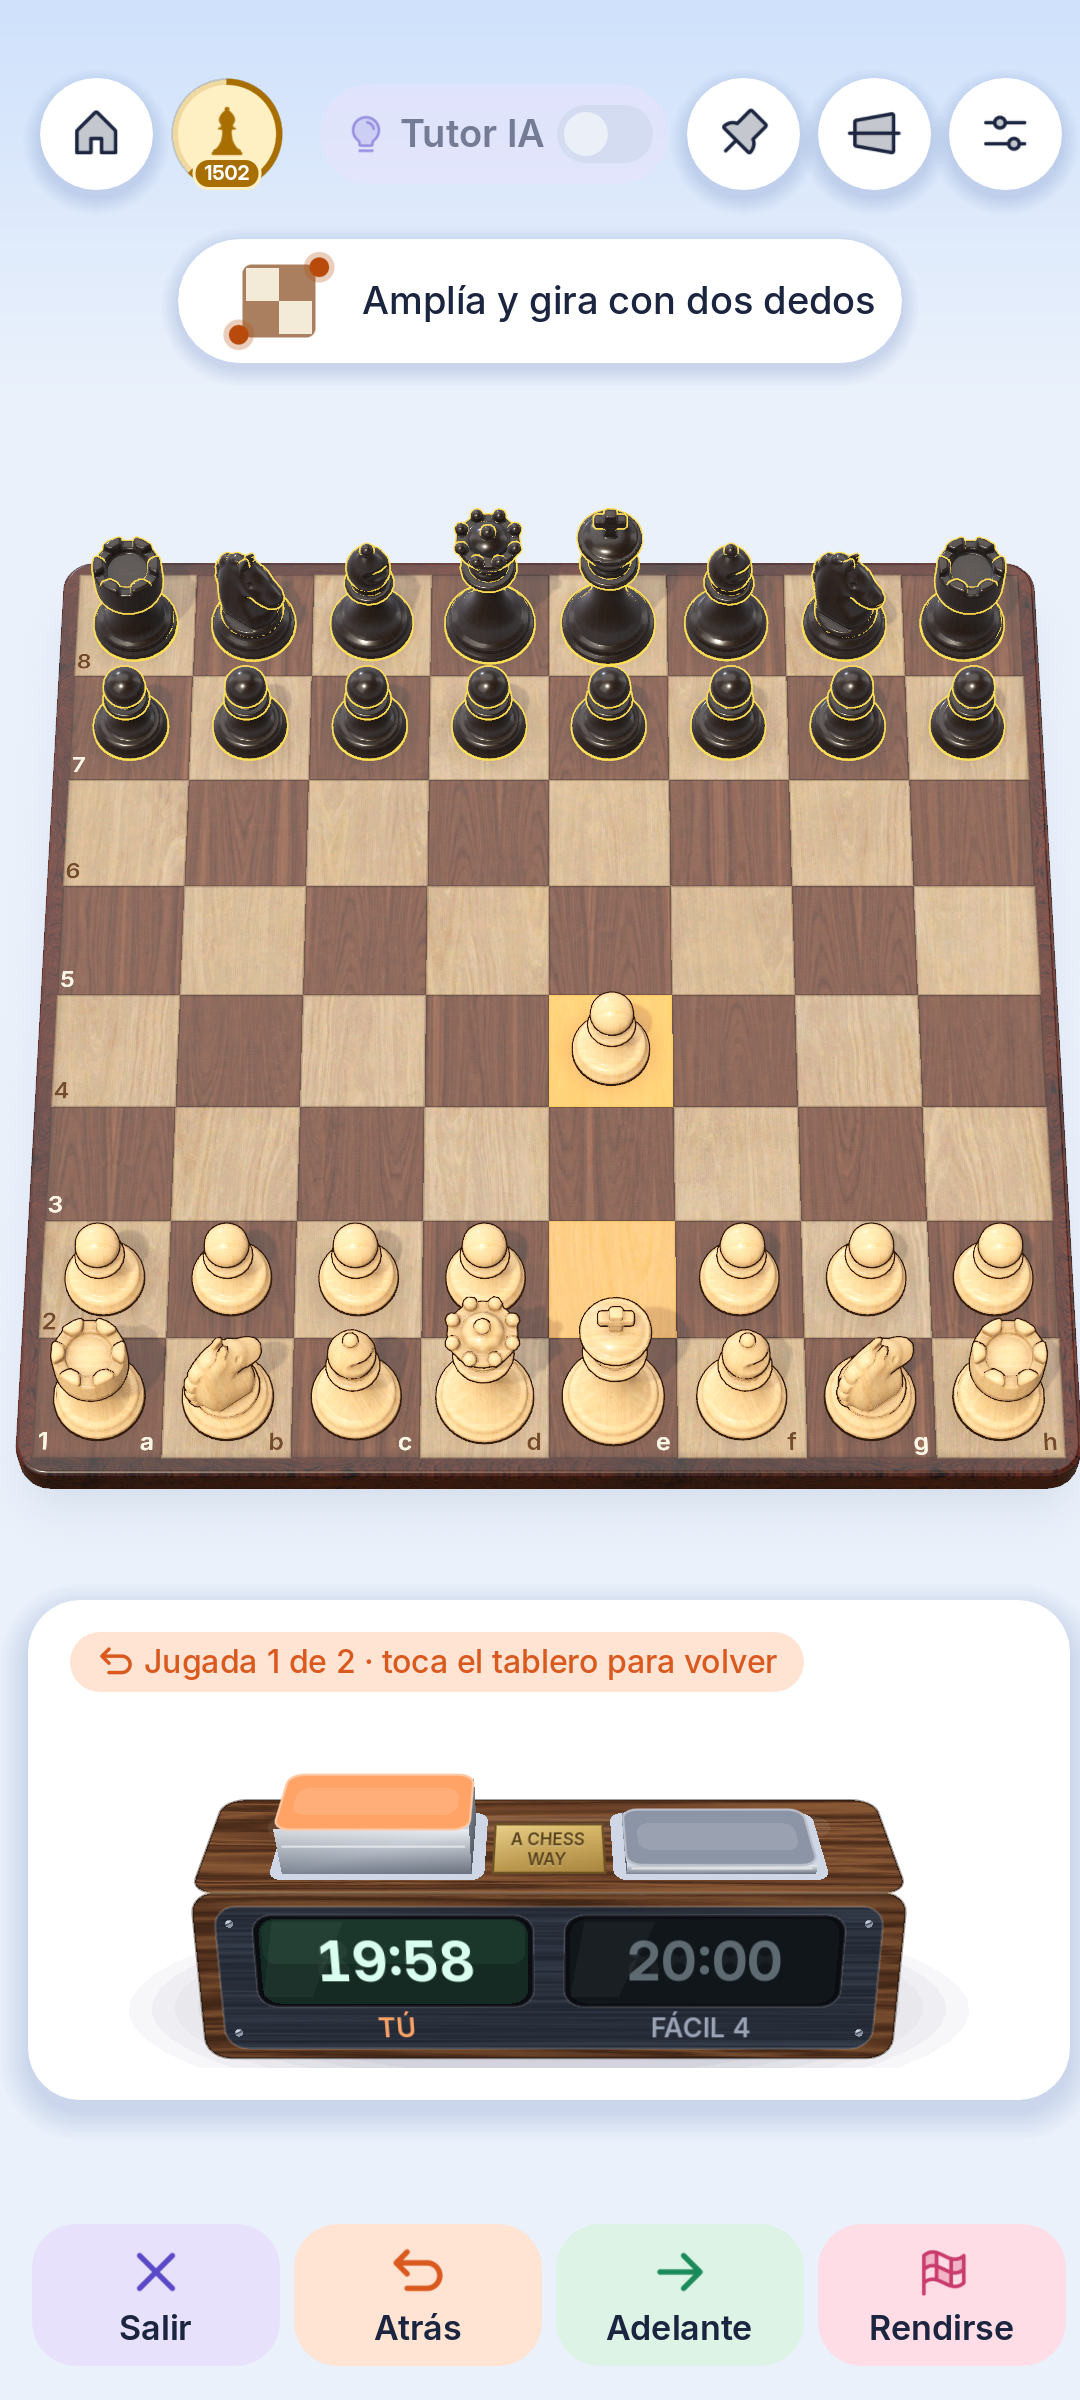 1502
Tutor IA
Amplía y gira con dos dedos
8
7
6
5
4
3
2
1 a b c d e f g h
Jugada 1 de 2 · toca el tablero para volver
A CHESS
WAY
19:58 20:00
TÚ FÁCIL 4
Salir Atrás Adelante Rendirse